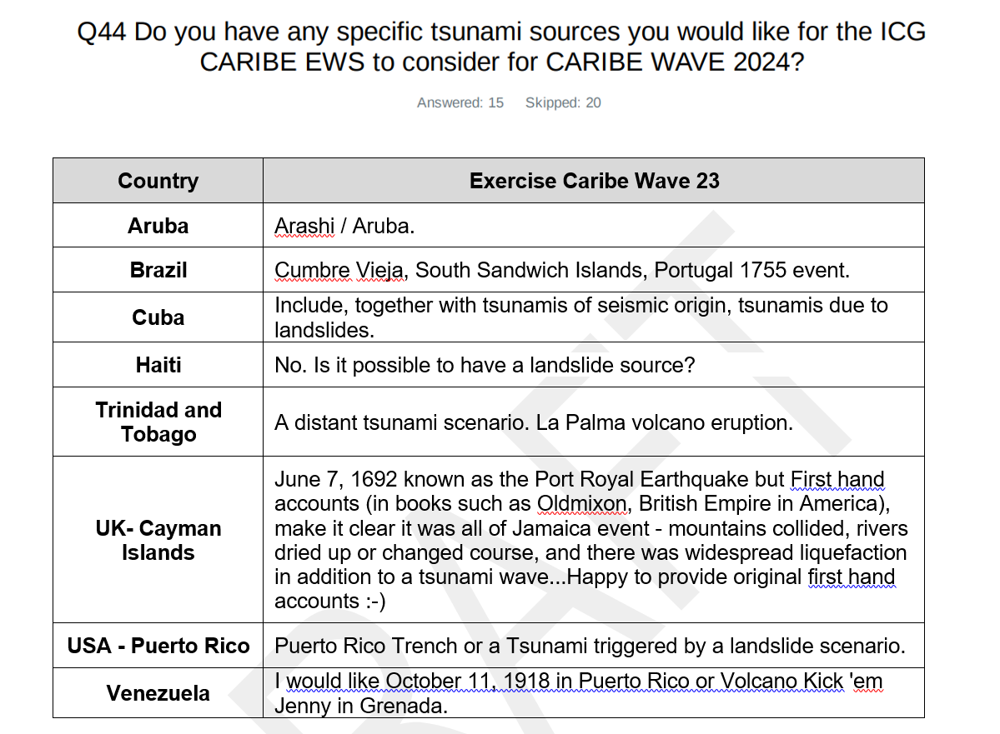 Q44 Do you have any specific tsunami sources you would like for the ICG
CARIBE EWS to consider for CARIBE WAVE 2024?
Answered: 15 Skipped: 20
Country Exercise Caribe Wave 23
Aruba Arashi / Aruba.
Brazil Cumbre Vieja, South Sandwich Islands, Portugal 1755 event.
Cuba
Include, together with tsunamis of seismic origin, tsunamis due to
landslides.
Haiti No. Is it possible to have a landslide source?
Trinidad and
Tobago
A distant tsunami scenario. La Palma volcano eruption.
UK- Cayman
Islands
June 7, 1692 known as the Port Royal Earthquake but First hand
accounts (in books such as Oldmixon, British Empire in America),
make it clear it was all of Jamaica event - mountains collided, rivers
dried up or changed course, and there was widespread liquefaction
in addition to a tsunami wave...Happy to provide original first hand
accounts :-)
USA - Puerto Rico Puerto Rico Trench or a Tsunami triggered by a landslide scenario.
Venezuela
I would like October 11, 1918 in Puerto Rico or Volcano Kick 'em
Jenny in Grenada.
DRAFT